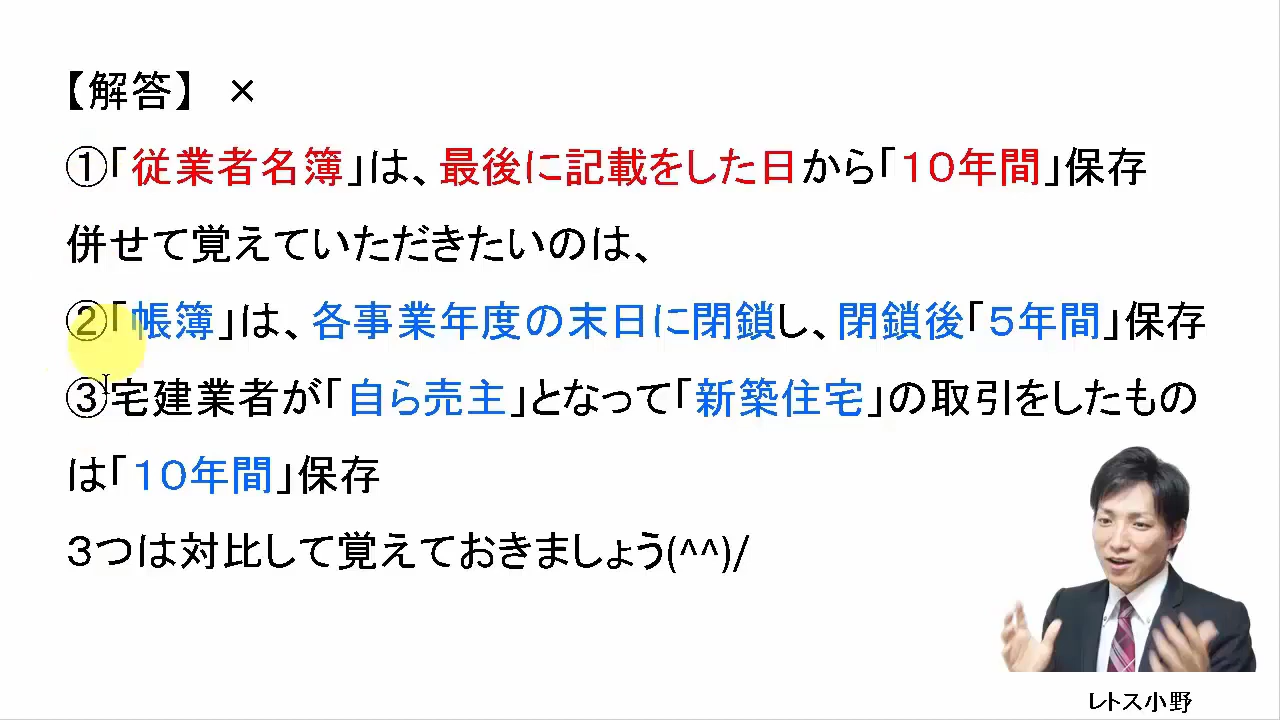 【解答】 ×
①「従業者名簿」は、最後に記載をした日から「１０年間」保存
併せて覚えていただきたいのは、
②「帳簿」は、各事業年度の末日に閉鎖し、閉鎖後「５年間」保存
③宅建業者が「自ら売主」となって「新築住宅」の取引をしたもの
は「１０年間」保存
３つは対比して覚えておきましょう(^^)/
レトス小野